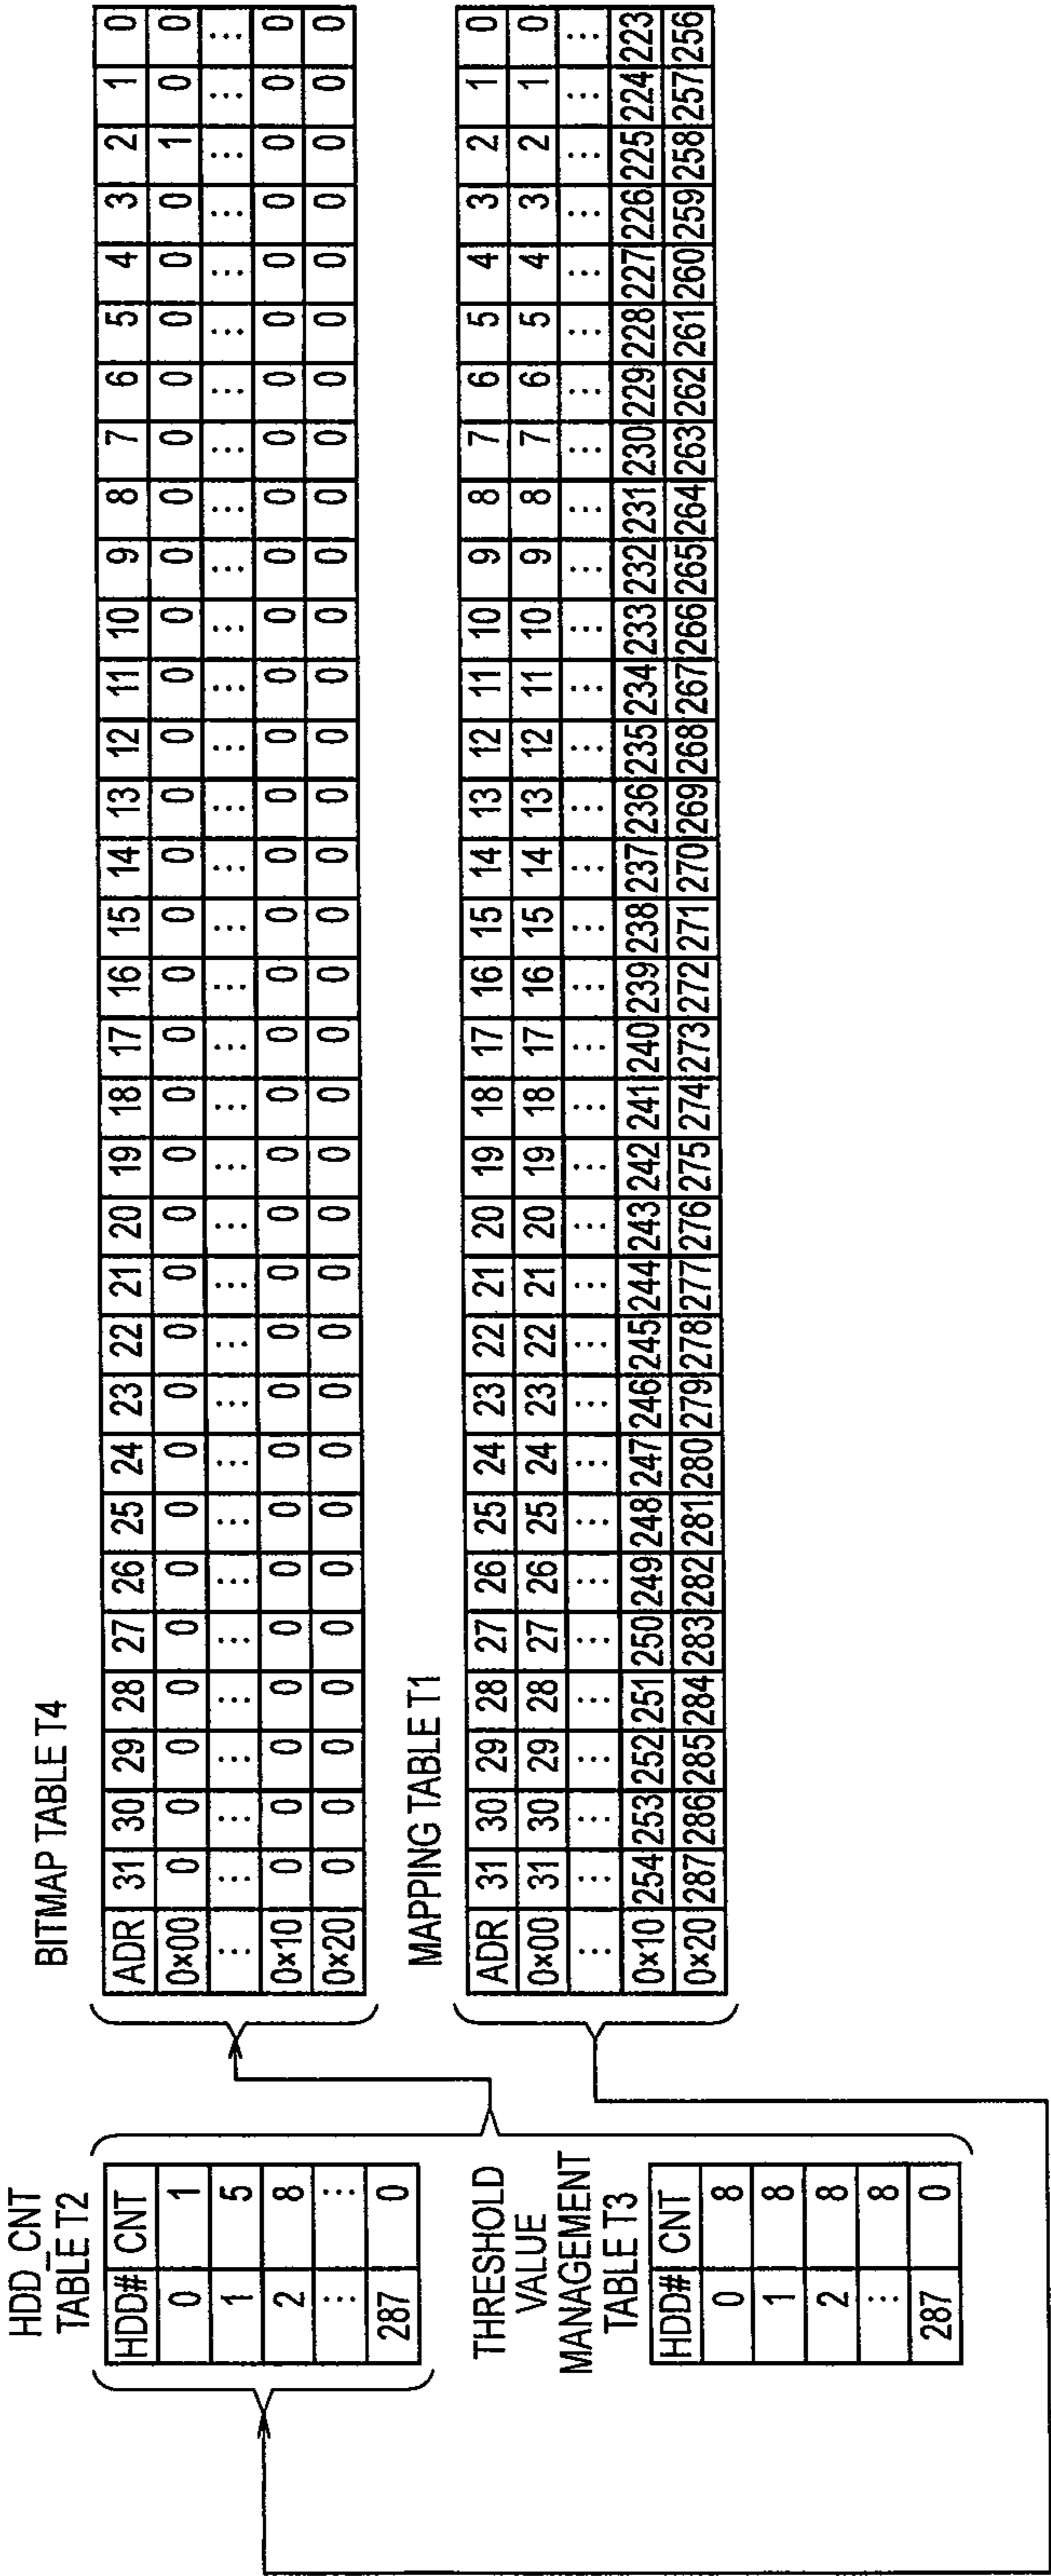 HDD_CNT
TABLE T2
HDD# CNT
0 1
1 5
2 8
⋮ ⋮
287 0
THRESHOLD
VALUE
MANAGEMENT
TABLE T3
HDD# CNT
0 8
1 8
2 8
⋮ 8
287 0
BITMAP TABLE T4
ADR 31 30 29 28 27 26 25 24 23 22 21 20 19 18 17 16 15 14 13 12 11 10 9 8 7 6 5 4 3 2 1 0
0×00 0 0 0 0 0 0 0 0 0 0 0 0 0 0 0 0 0 0 0 0 0 0 0 0 0 0 0 0 0 1 0 0
⋮ ⋮ ⋮ ⋮ ⋮ ⋮ ⋮ ⋮ ⋮ ⋮ ⋮ ⋮ ⋮ ⋮ ⋮ ⋮ ⋮ ⋮ ⋮ ⋮ ⋮ ⋮ ⋮ ⋮ ⋮ ⋮ ⋮ ⋮ ⋮ ⋮ ⋮ ⋮ ⋮
0×10 0 0 0 0 0 0 0 0 0 0 0 0 0 0 0 0 0 0 0 0 0 0 0 0 0 0 0 0 0 0 0 0
0×20 0 0 0 0 0 0 0 0 0 0 0 0 0 0 0 0 0 0 0 0 0 0 0 0 0 0 0 0 0 0 0 0
MAPPING TABLE T1
ADR 31 30 29 28 27 26 25 24 23 22 21 20 19 18 17 16 15 14 13 12 11 10 9 8 7 6 5 4 3 2 1 0
0×00 31 30 29 28 27 26 25 24 23 22 21 20 19 18 17 16 15 14 13 12 11 10 9 8 7 6 5 4 3 2 1 0
⋮ ⋮ ⋮ ⋮ ⋮ ⋮ ⋮ ⋮ ⋮ ⋮ ⋮ ⋮ ⋮ ⋮ ⋮ ⋮ ⋮ ⋮ ⋮ ⋮ ⋮ ⋮ ⋮ ⋮ ⋮ ⋮ ⋮ ⋮ ⋮ ⋮ ⋮ ⋮ ⋮
0×10 254 253 252 251 250 249 248 247 246 245 244 243 242 241 240 239 238 237 236 235 234 233 232 231 230 229 228 227 226 225 224 223
0×20 287 286 285 284 283 282 281 280 279 278 277 276 275 274 273 272 271 270 269 268 267 266 265 264 263 262 261 260 259 258 257 256